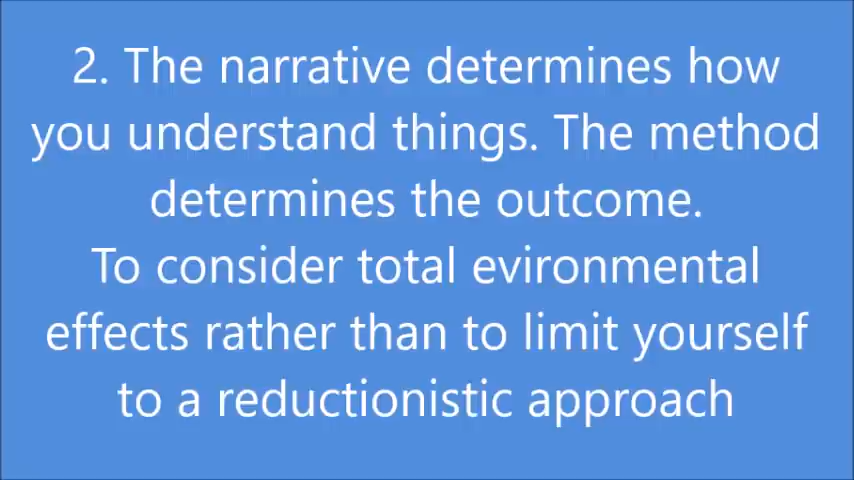 2. The narrative determines how
you understand things. The method
determines the outcome.
To consider total evironmental
effects rather than to limit yourself
to a reductionistic approach